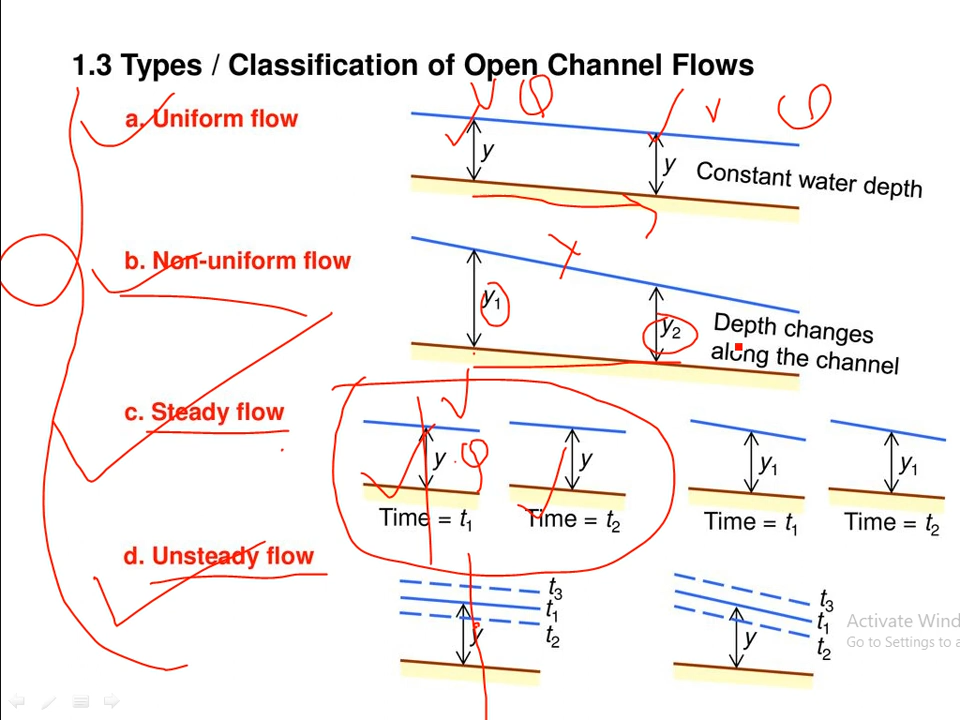 1.3 Types / Classification of Open Channel Flows
a. Uniform flow
y
y
Constant water depth
b. Non-uniform flow
y1
y2
Depth changes
along the channel
c. Steady flow
y
y
y1
y1
Time = t1
Time = t2
Time = t1
Time = t2
d. Unsteady flow
t3
t1
t2
y
t3
t1
t2
y
Activate Wind
Go to Settings to a